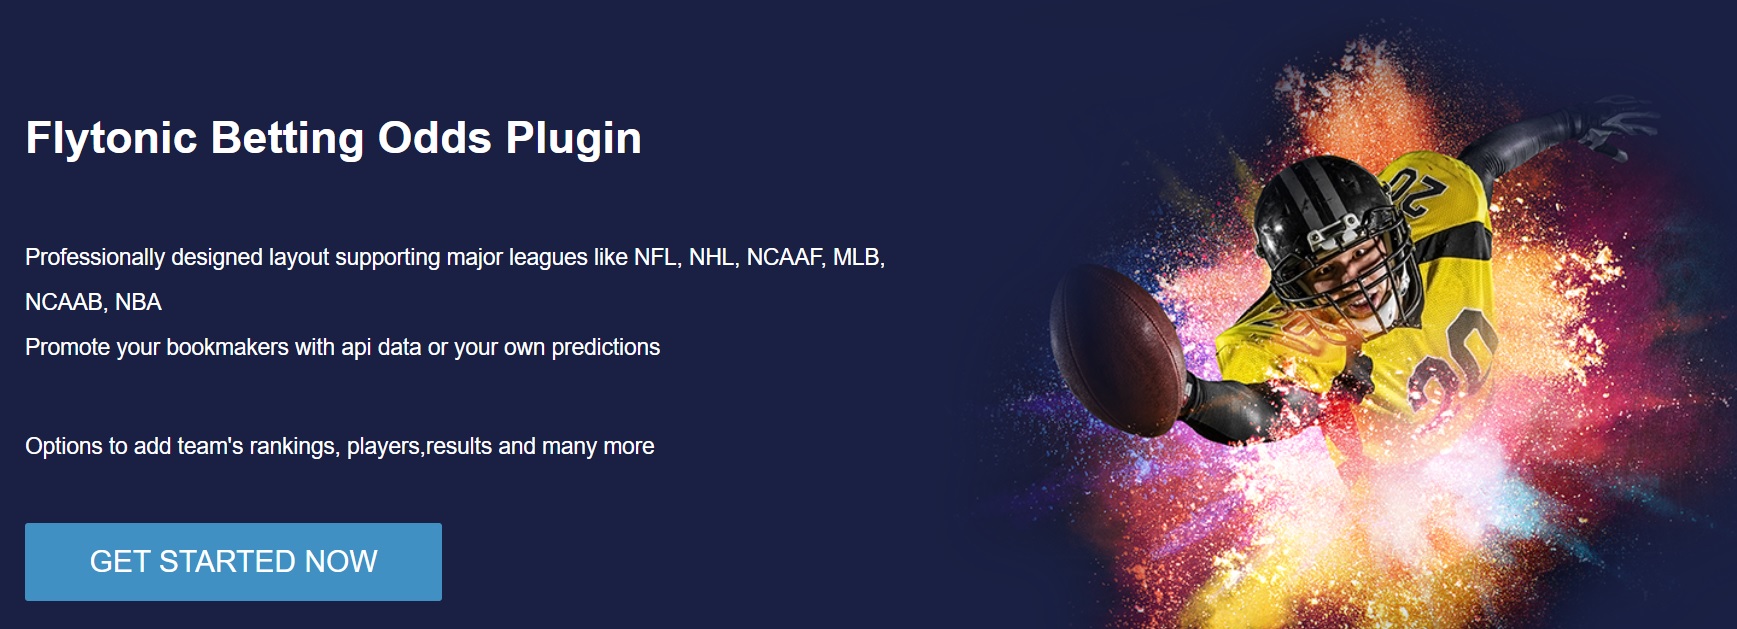 Flytonic Betting Odds Plugin
Professionally designed layout supporting major leagues like NFL, NHL, NCAAF, MLB,
NCAAB, NBA
Promote your bookmakers with api data or your own predictions
Options to add team's rankings, players,results and many more
GET STARTED NOW
20
20